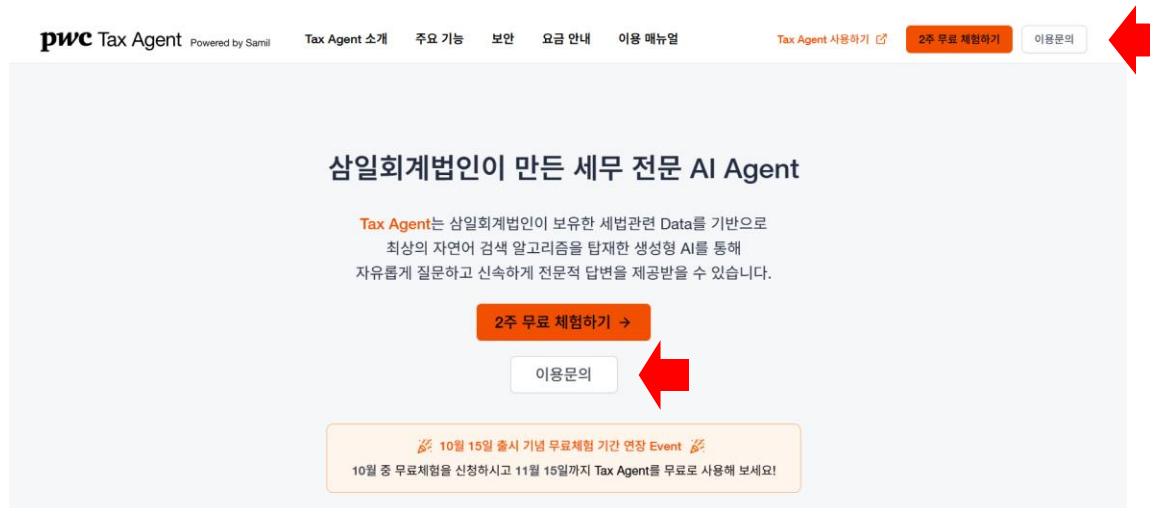 pwc Tax Agent Powered by Samil
Tax Agent 소개 주요 기능 보안 요금 안내 이용 매뉴얼
Tax Agent 사용하기 2주 무료 체험하기 이용문의
삼일회계법인이 만든 세무 전문 AI Agent
Tax Agent는 삼일회계법인이 보유한 세법관련 Data를 기반으로
최상의 자연어 검색 알고리즘을 탑재한 생성형 AI를 통해
자유롭게 질문하고 신속하게 전문적 답변을 제공받을 수 있습니다.
2주 무료 체험하기 →
이용문의
🎉 10월 15일 출시 기념 무료체험 기간 연장 Event 🎉
10월 중 무료체험을 신청하시고 11월 15일까지 Tax Agent를 무료로 사용해 보세요!